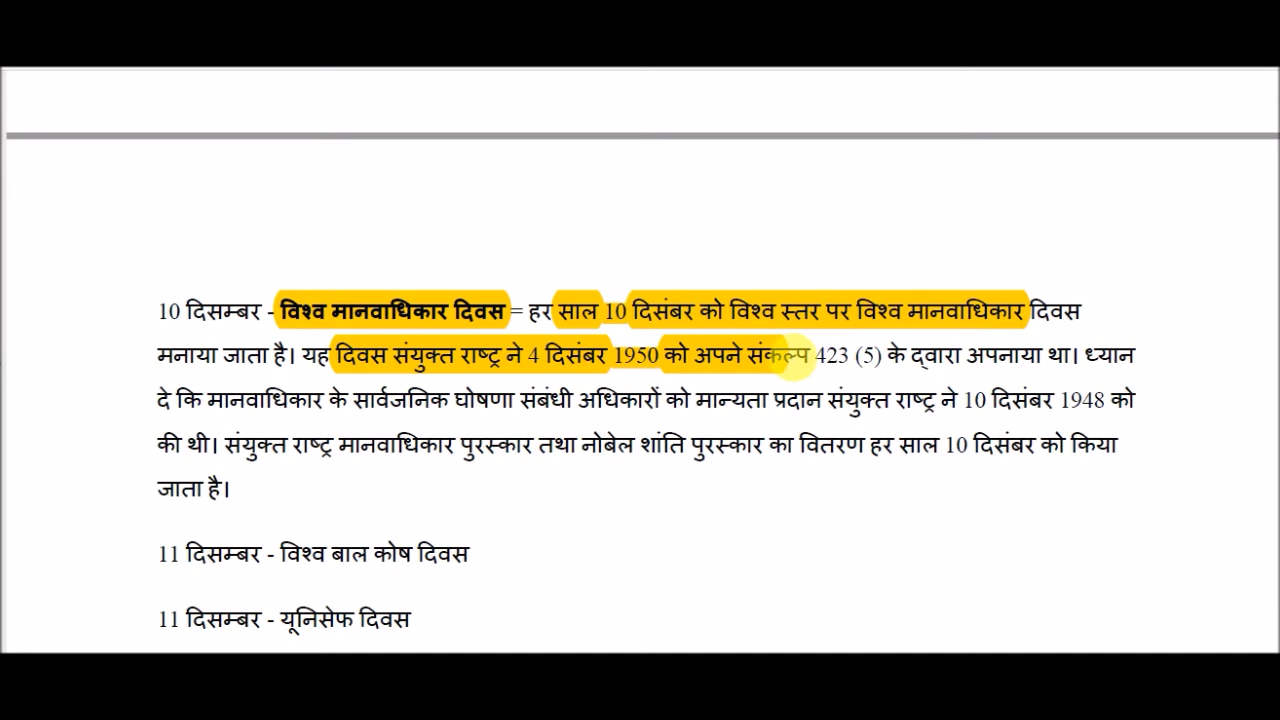 10 दिसम्बर - विश्व मानवाधिकार दिवस = हर साल 10 दिसंबर को विश्व स्तर पर विश्व मानवाधिकार दिवस
मनाया जाता है। यह दिवस संयुक्त राष्ट्र ने 4 दिसंबर 1950 को अपने संकल्प 423 (5) के द्वारा अपनाया था। ध्यान
दे कि मानवाधिकार के सार्वजनिक घोषणा संबंधी अधिकारों को मान्यता प्रदान संयुक्त राष्ट्र ने 10 दिसंबर 1948 को
की थी। संयुक्त राष्ट्र मानवाधिकार पुरस्कार तथा नोबेल शांति पुरस्कार का वितरण हर साल 10 दिसंबर को किया
जाता है।
11 दिसम्बर - विश्व बाल कोष दिवस
11 दिसम्बर - यूनिसेफ दिवस